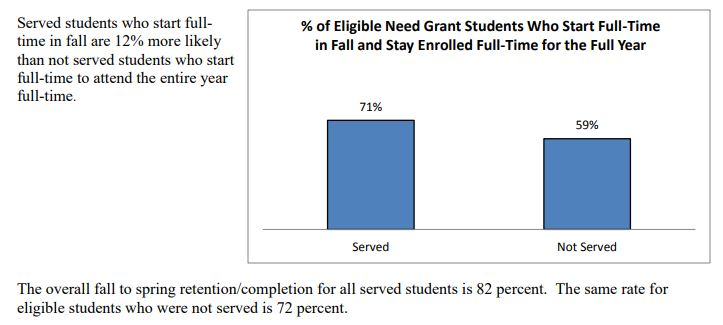 Served students who start full-
time in fall are 12% more likely
than not served students who start
full-time to attend the entire year
full-time.
% of Eligible Need Grant Students Who Start Full-Time
in Fall and Stay Enrolled Full-Time for the Full Year
71%
59%
Served
Not Served
The overall fall to spring retention/completion for all served students is 82 percent.  The same rate for
eligible students who were not served is 72 percent.